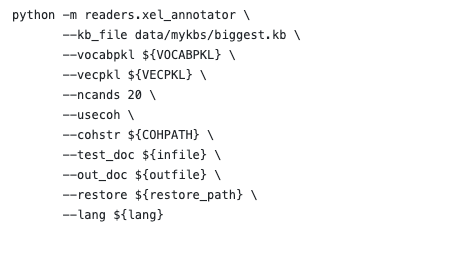 python -m readers.xel_annotator \
--kb_file data/mykbs/biggest.kb \
--vocabpkl ${VOCABPKL} \
--vecpkl ${VECPKL} \
--ncands 20 \
--usecoh \
--cohstr ${COHPATH} \
--test_doc ${infile} \
--out_doc ${outfile} \
--restore ${restore_path} \
--lang ${lang}